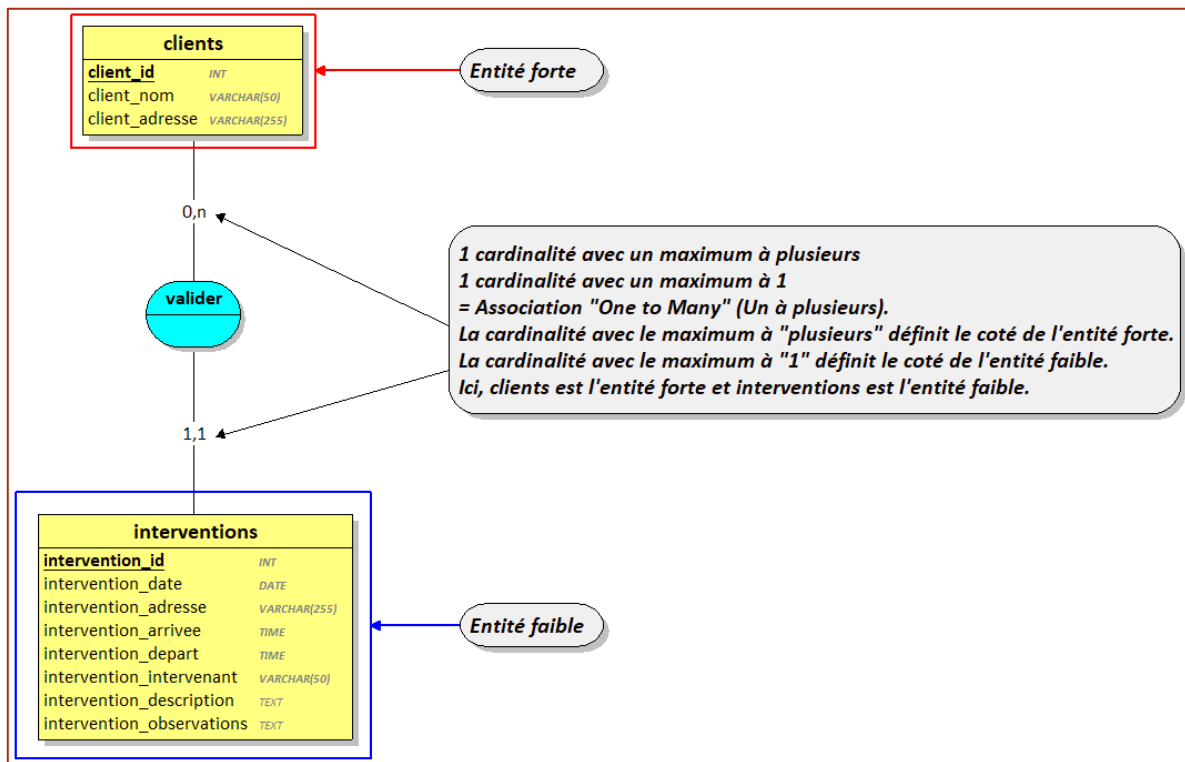 clients
client_id INT
client_nom VARCHAR(50)
client_adresse VARCHAR(255)
Entité forte
0,n
1 cardinalité avec un maximum à plusieurs
1 cardinalité avec un maximum à 1
= Association "One to Many" (Un à plusieurs).
La cardinalité avec le maximum à "plusieurs" définit le coté de l'entité forte.
La cardinalité avec le maximum à "1" définit le coté de l'entité faible.
Ici, clients est l'entité forte et interventions est l'entité faible.
valider
1,1
interventions
intervention_id INT
intervention_date DATE
intervention_adresse VARCHAR(255)
intervention_arrivee TIME
intervention_depart TIME
intervention_intervenant VARCHAR(50)
intervention_description TEXT
intervention_observations TEXT
Entité faible